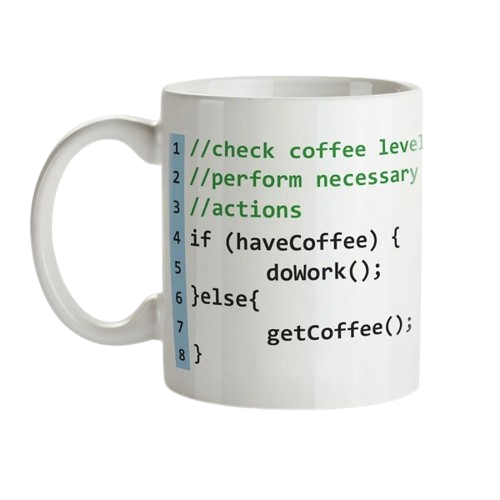 1 //check coffee level
2 //perform necessary
3 //actions
4 if (haveCoffee) {
5 doWork();
6 }else{
7 getCoffee();
8 }